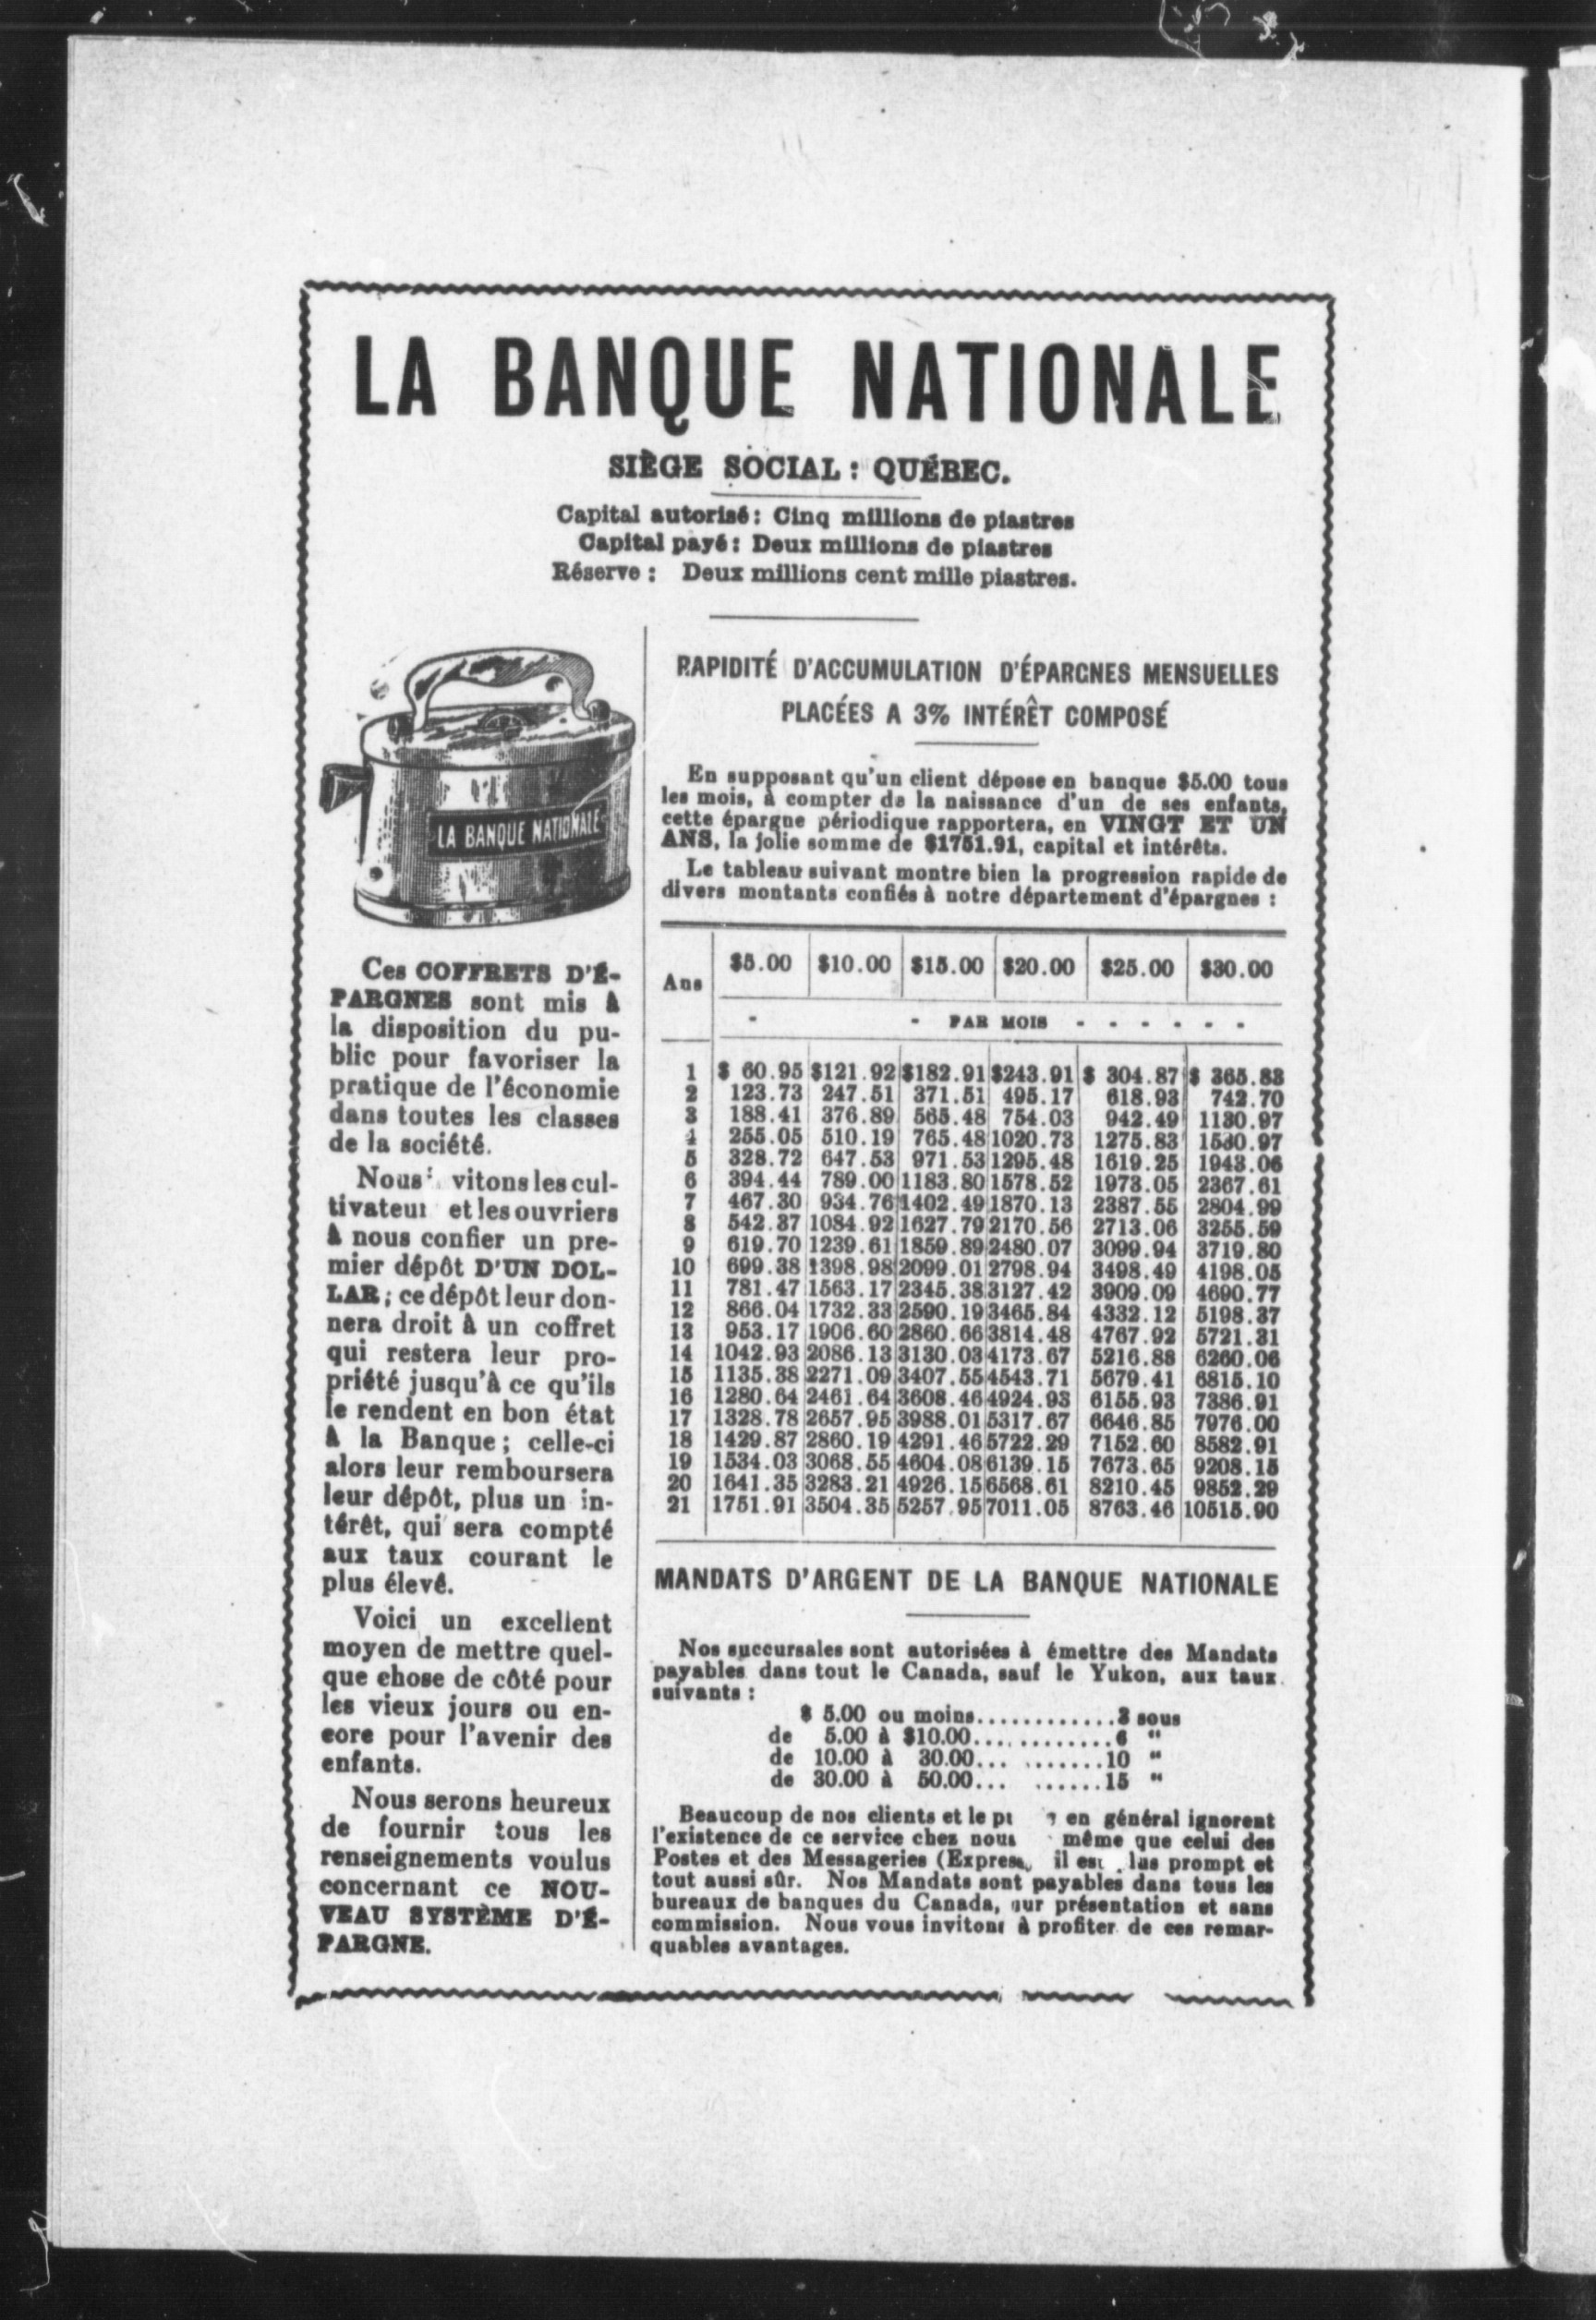 LA BANQUE NATIONALE
SIÈGE SOCIAL : QUÉBEC.
Capital autorisé : Cinq millions de piastres
Capital payé : Deux millions de piastres
Réserve : Deux millions cent mille piastres.
LA BANQUE NATIONALE
Ces COFFRETS D'É-
PARGNES sont mis à
la disposition du pu-
blic pour favoriser la
pratique de l'économie
dans toutes les classes
de la société.
Nous vitons les cul-
tivateur et les ouvriers
à nous confier un pre-
mier dépôt D'UN DOL-
LAR ; ce dépôt leur don-
nera droit à un coffret
qui restera leur pro-
priété jusqu'à ce qu'ils
le rendent en bon état
à la Banque ; celle-ci
alors leur remboursera
leur dépôt, plus un in-
térêt, qui sera compté
aux taux courant le
plus élevé.
Voici un excellent
moyen de mettre quel-
que chose de côté pour
les vieux jours ou en-
core pour l'avenir des
enfants.
Nous serons heureux
de fournir tous les
renseignements voulus
concernant ce NOU-
VEAU SYSTÈME D'É-
PARGNE.
RAPIDITÉ D'ACCUMULATION D'ÉPARGNES MENSUELLES
PLACÉES A 3% INTÉRÊT COMPOSÉ
En supposant qu'un client dépose en banque $5.00 tous
les mois, à compter de la naissance d'un de ses enfants,
cette épargne périodique rapportera, en VINGT ET UN
ANS, la jolie somme de $1751.91, capital et intérêts.
Le tableau suivant montre bien la progression rapide de
divers montants confiés à notre département d'épargnes :
Ans $5.00 $10.00 $15.00 $20.00 $25.00 $30.00
- - PAR MOIS - - - - - -
1 $ 60.95 $121.92 $182.91 $243.91 $ 304.87 $ 365.83
2 123.73 247.51 371.51 495.17 618.93 742.70
3 188.41 376.89 565.48 754.03 942.49 1130.97
4 255.05 510.19 765.48 1020.73 1275.83 1530.97
5 328.72 647.53 971.53 1295.48 1619.25 1943.06
6 394.44 789.00 1183.80 1578.52 1973.05 2367.61
7 467.30 934.76 1402.49 1870.13 2387.55 2804.99
8 542.37 1084.92 1627.79 2170.56 2713.06 3255.59
9 619.70 1239.61 1859.89 2480.07 3099.94 3719.80
10 699.38 1398.98 2099.01 2798.94 3498.49 4198.05
11 781.47 1563.17 2345.38 3127.42 3909.09 4690.77
12 866.04 1732.33 2590.19 3465.84 4332.12 5198.37
13 953.17 1906.60 2860.66 3814.48 4767.92 5721.31
14 1042.93 2086.13 3130.03 4173.67 5216.88 6260.06
15 1135.38 2271.09 3407.55 4543.71 5679.41 6815.10
16 1280.64 2461.64 3608.46 4924.93 6155.93 7386.91
17 1328.78 2657.95 3988.01 5317.67 6646.85 7976.00
18 1429.87 2860.19 4291.46 5722.29 7152.60 8582.91
19 1534.03 3068.55 4604.08 6139.15 7673.65 9208.15
20 1641.35 3283.21 4926.15 6568.61 8210.45 9852.29
21 1751.91 3504.35 5257.95 7011.05 8763.46 10515.90
MANDATS D'ARGENT DE LA BANQUE NATIONALE
Nos succursales sont autorisées à émettre des Mandats
payables dans tout le Canada, sauf le Yukon, aux taux
suivants :
$ 5.00 ou moins............3 sous
de 5.00 à $10.00.............6 "
de 10.00 à 30.00... .......10 "
de 30.00 à 50.00... ......15 "
Beaucoup de nos clients et le en général ignorent
l'existence de ce service chez nous même que celui des
Postes et des Messageries (Express, il est prompt et
tout aussi sûr. Nos Mandats sont payables dans tous les
bureaux de banques du Canada, sur présentation et sans
commission. Nous vous invitons à profiter de ces remar-
quables avantages.